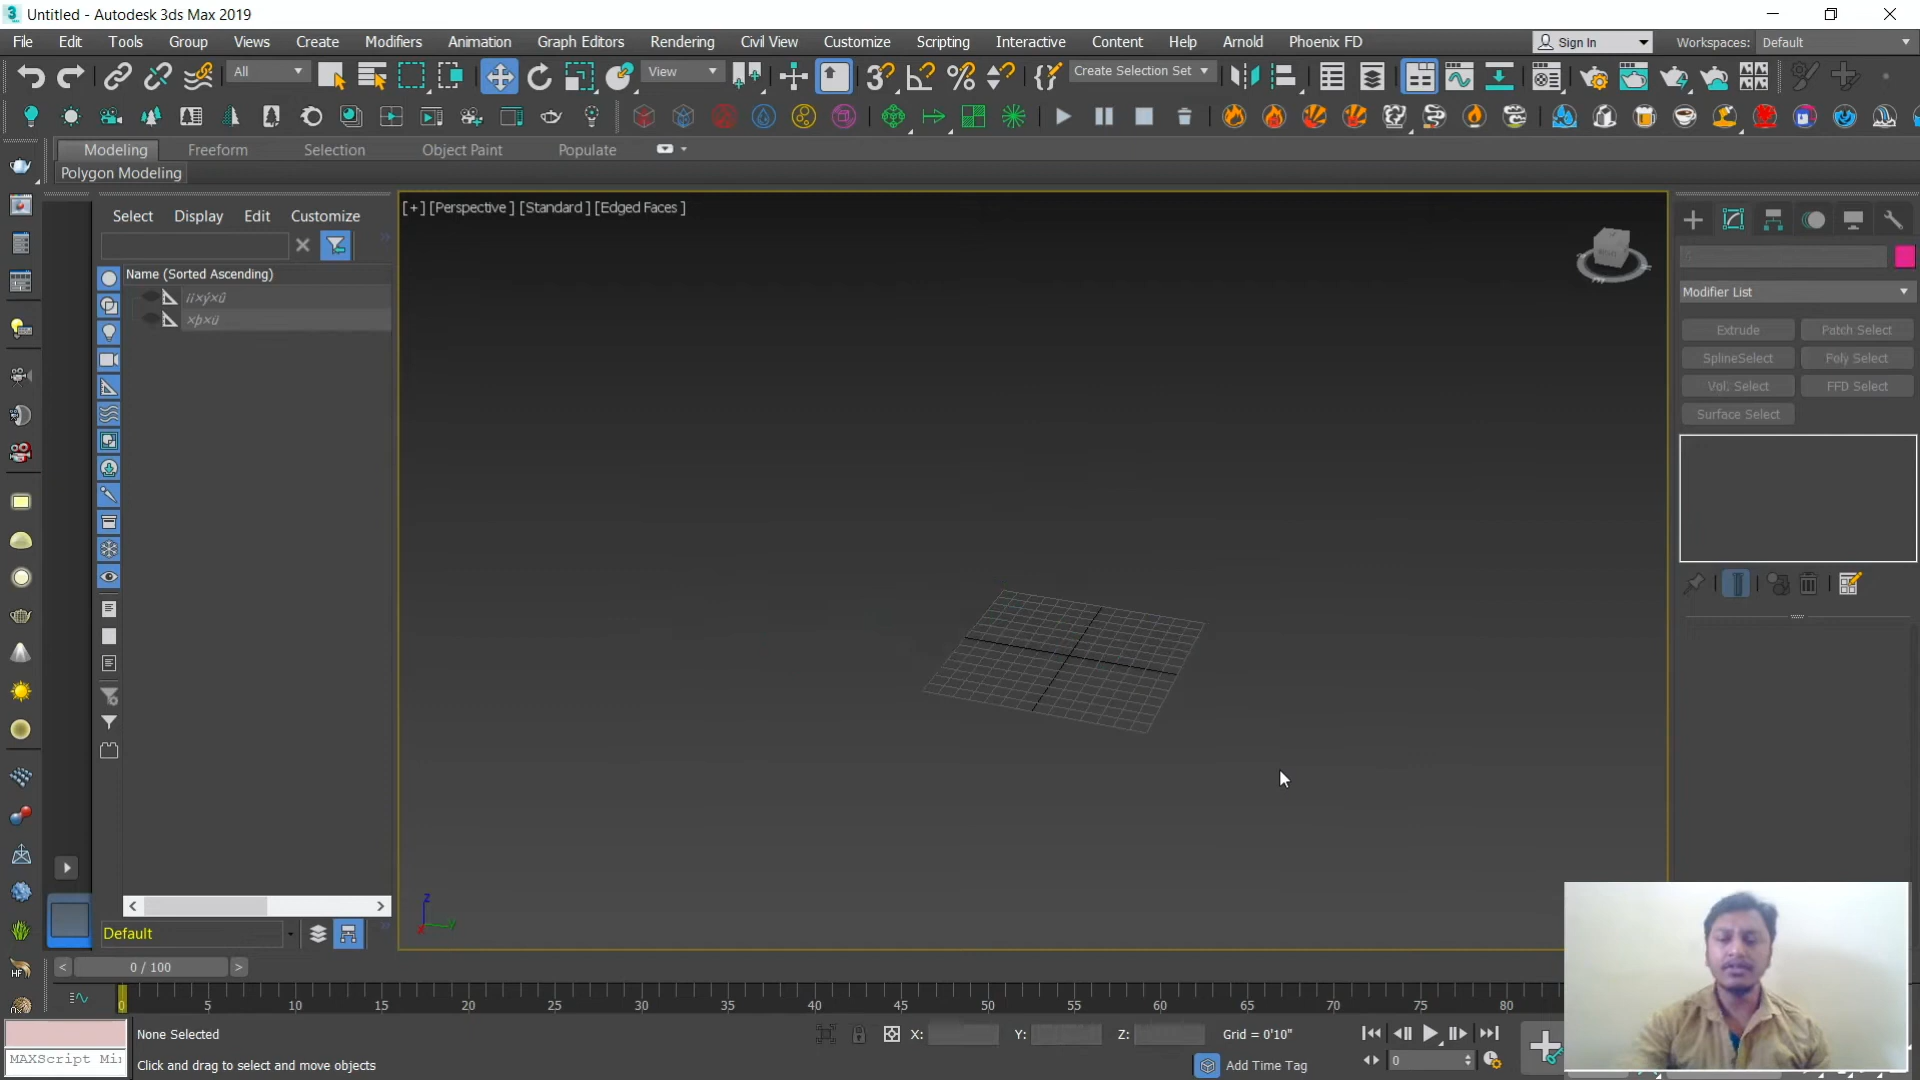 Untitled - Autodesk 3ds Max 2019
File Edit Tools Group Views Create Modifiers Animation Graph Editors Rendering Civil View Customize Scripting Interactive Content Help Arnold Phoenix FD Sign In Workspaces: Default
All View Create Selection Set
Modeling Freeform Selection Object Paint Populate
Polygon Modeling
Select Display Edit Customize
[+] [Perspective ] [Standard ] [Edged Faces ]
Name (Sorted Ascending)
Modifier List
Extrude Patch Select
SplineSelect Poly Select
Vol. Select FFD Select
Surface Select
Z
Default
< 0 / 100 >
0 5 10 15 20 25 30 35 40 45 50 55 60 65 70 75 80
None Selected X: Y: Z: Grid = 0'10"
MAXScript Mi
Click and drag to select and move objects Add Time Tag 0